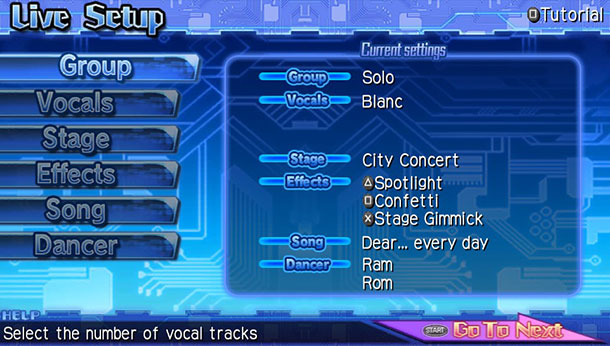 Live Setup
Tutorial
Group
Vocals
Stage
Effects
Song
Dancer
Current settings
Group Solo
Vocals Blanc
Stage City Concert
Effects Spotlight
Confetti
Stage Gimmick
Song Dear... every day
Dancer Ram
Rom
HELP
Select the number of vocal tracks
START Go To Next